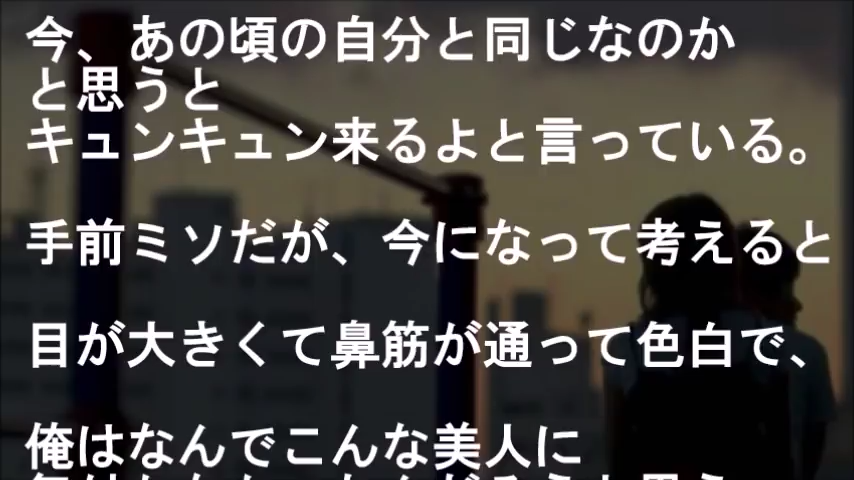 今、あの頃の自分と同じなのか
と思うと
キュンキュン来るよと言っている。
手前ミソだが、今になって考えると
目が大きくて鼻筋が通って色白で、
俺はなんでこんな美人に